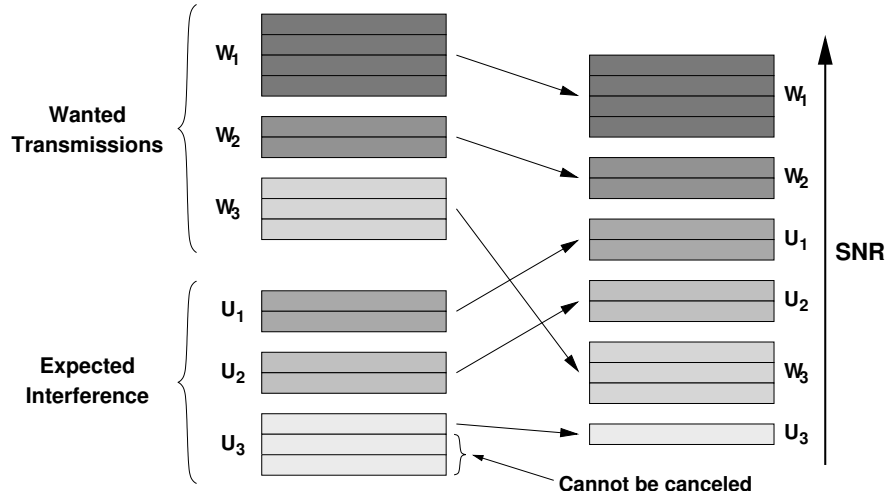 Wanted
Transmissions
W1
W2
W3
Expected
Interference
U1
U2
U3
Cannot be canceled
W1
W2
U1
U2
W3
U3
SNR